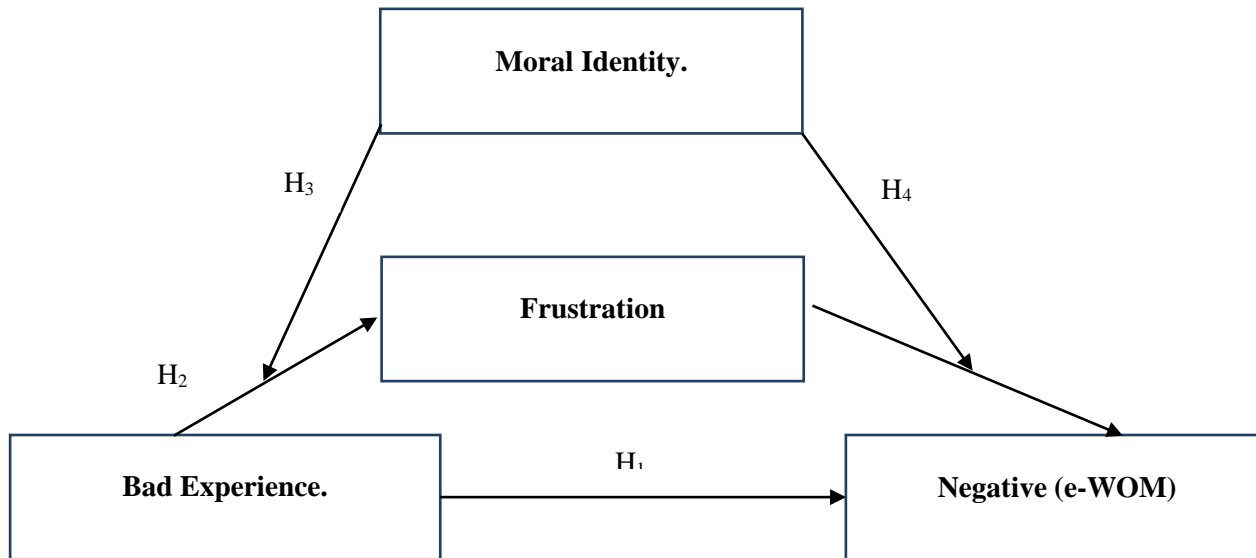 Moral Identity.
H₃
H₄
Frustration
H₂
H₁
Bad Experience.
Negative (e-WOM)